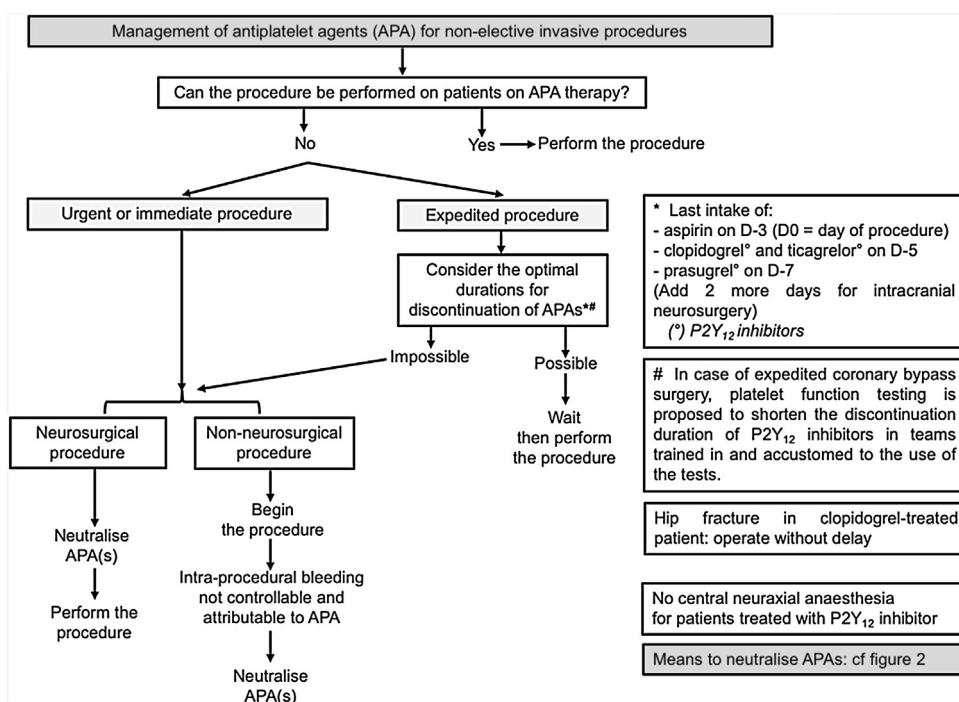 Management of antiplatelet agents (APA) for non-elective invasive procedures
Can the procedure be performed on patients on APA therapy?
No
Yes
Perform the procedure
Urgent or immediate procedure
Expedited procedure
Consider the optimal
durations for
discontinuation of APAs*#
Impossible
Possible
Wait
then perform
the procedure
Neurosurgical
procedure
Non-neurosurgical
procedure
Neutralise
APA(s)
Perform the
procedure
Begin
the procedure
Intra-procedural bleeding
not controllable and
attributable to APA
Neutralise
APA(s)
* Last intake of:
- aspirin on D-3 (D0 = day of procedure)
- clopidogrel° and ticagrelor° on D-5
- prasugrel° on D-7
(Add 2 more days for intracranial
neurosurgery)
(°) P2Y₁₂ inhibitors
# In case of expedited coronary bypass
surgery, platelet function testing is
proposed to shorten the discontinuation
duration of P2Y₁₂ inhibitors in teams
trained in and accustomed to the use of
the tests.
Hip fracture in clopidogrel-treated
patient: operate without delay
No central neuraxial anaesthesia
for patients treated with P2Y₁₂ inhibitor
Means to neutralise APAs: cf figure 2